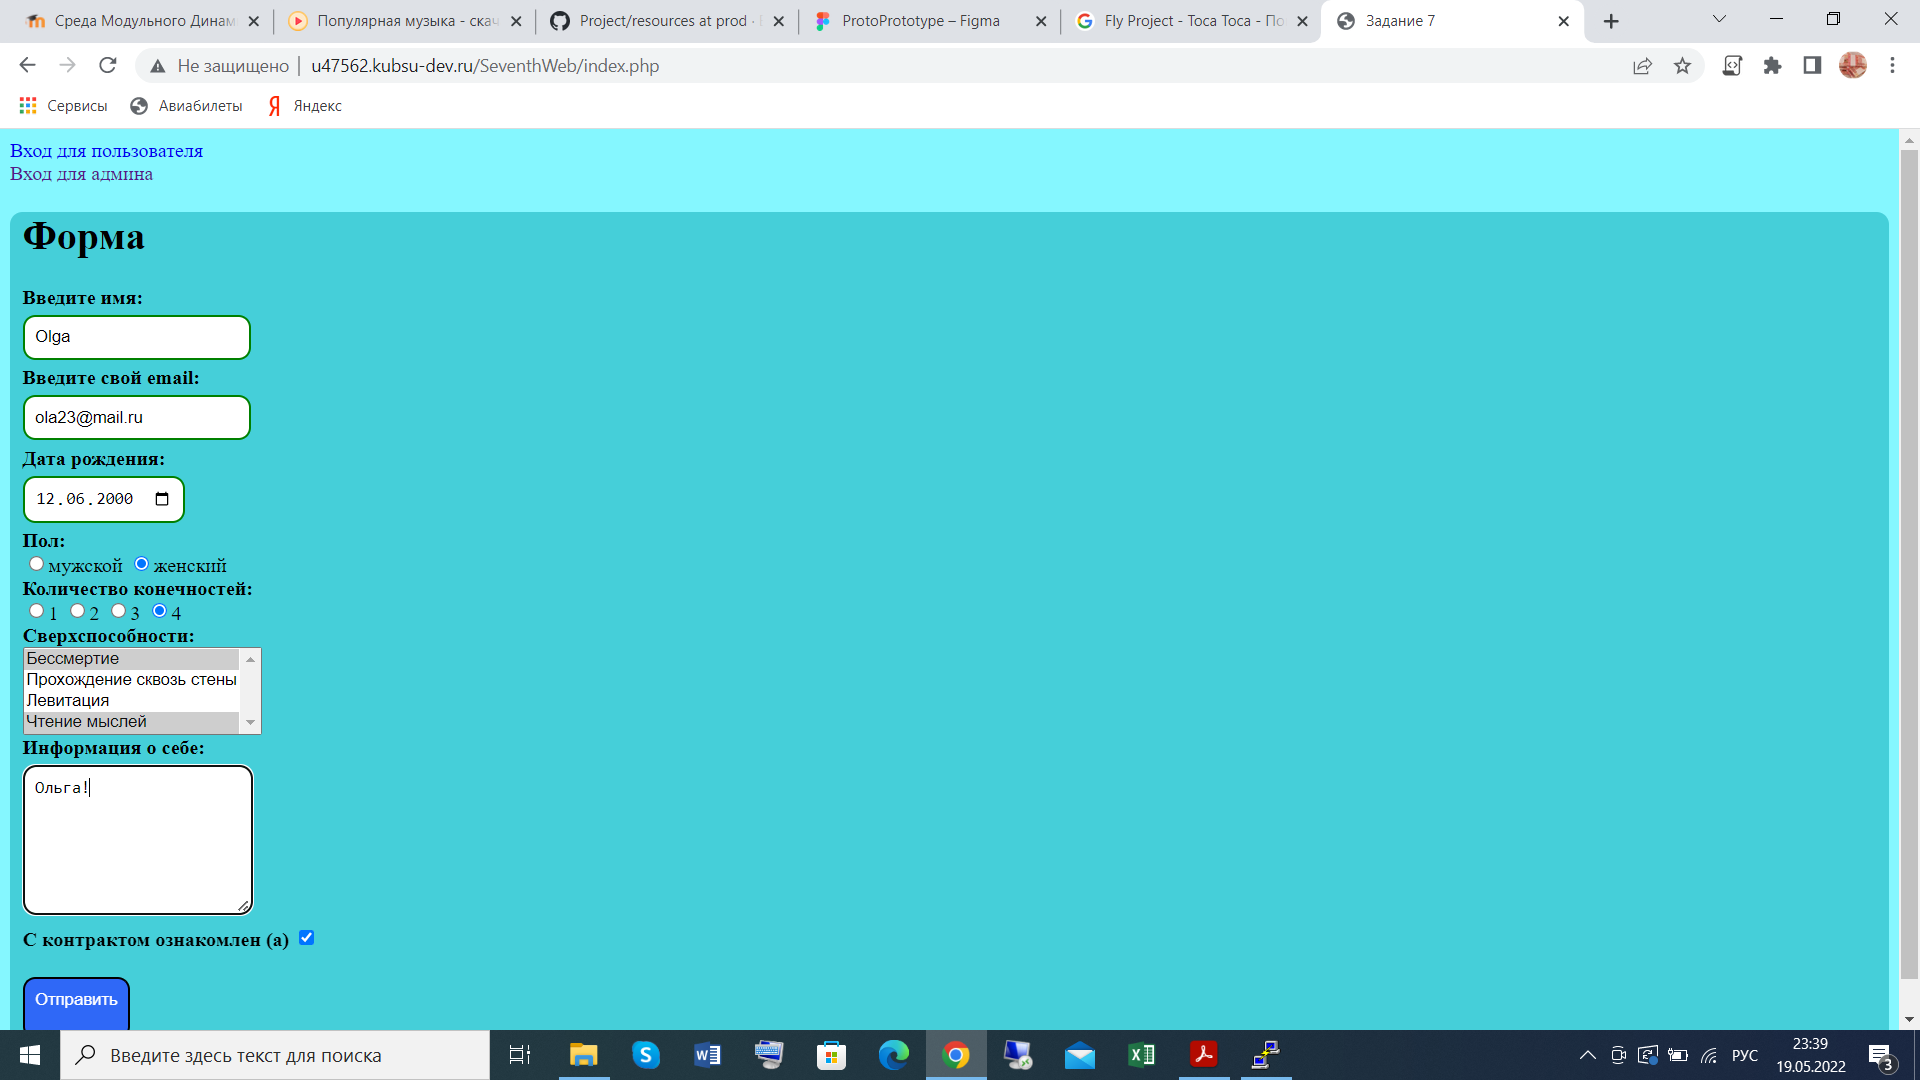 Среда Модульного Динам
Популярная музыка - скач
Project/resources at prod ·
ProtoPrototype – Figma
Fly Project - Toca Toca - По
Задание 7
Не защищено
u47562.kubsu-dev.ru/SeventhWeb/index.php
Сервисы
Авиабилеты
Яндекс
Вход для пользователя
Вход для админа
Форма
Введите имя:
Olga
Введите свой email:
ola23@mail.ru
Дата рождения:
12.06.2000
Пол:
мужской женский
Количество конечностей:
1 2 3 4
Сверхспособности:
Бессмертие
Прохождение сквозь стены
Левитация
Чтение мыслей
Информация о себе:
Ольга!
С контрактом ознакомлен (а)
Отправить
Введите здесь текст для поиска
РУС
23:39
19.05.2022
3